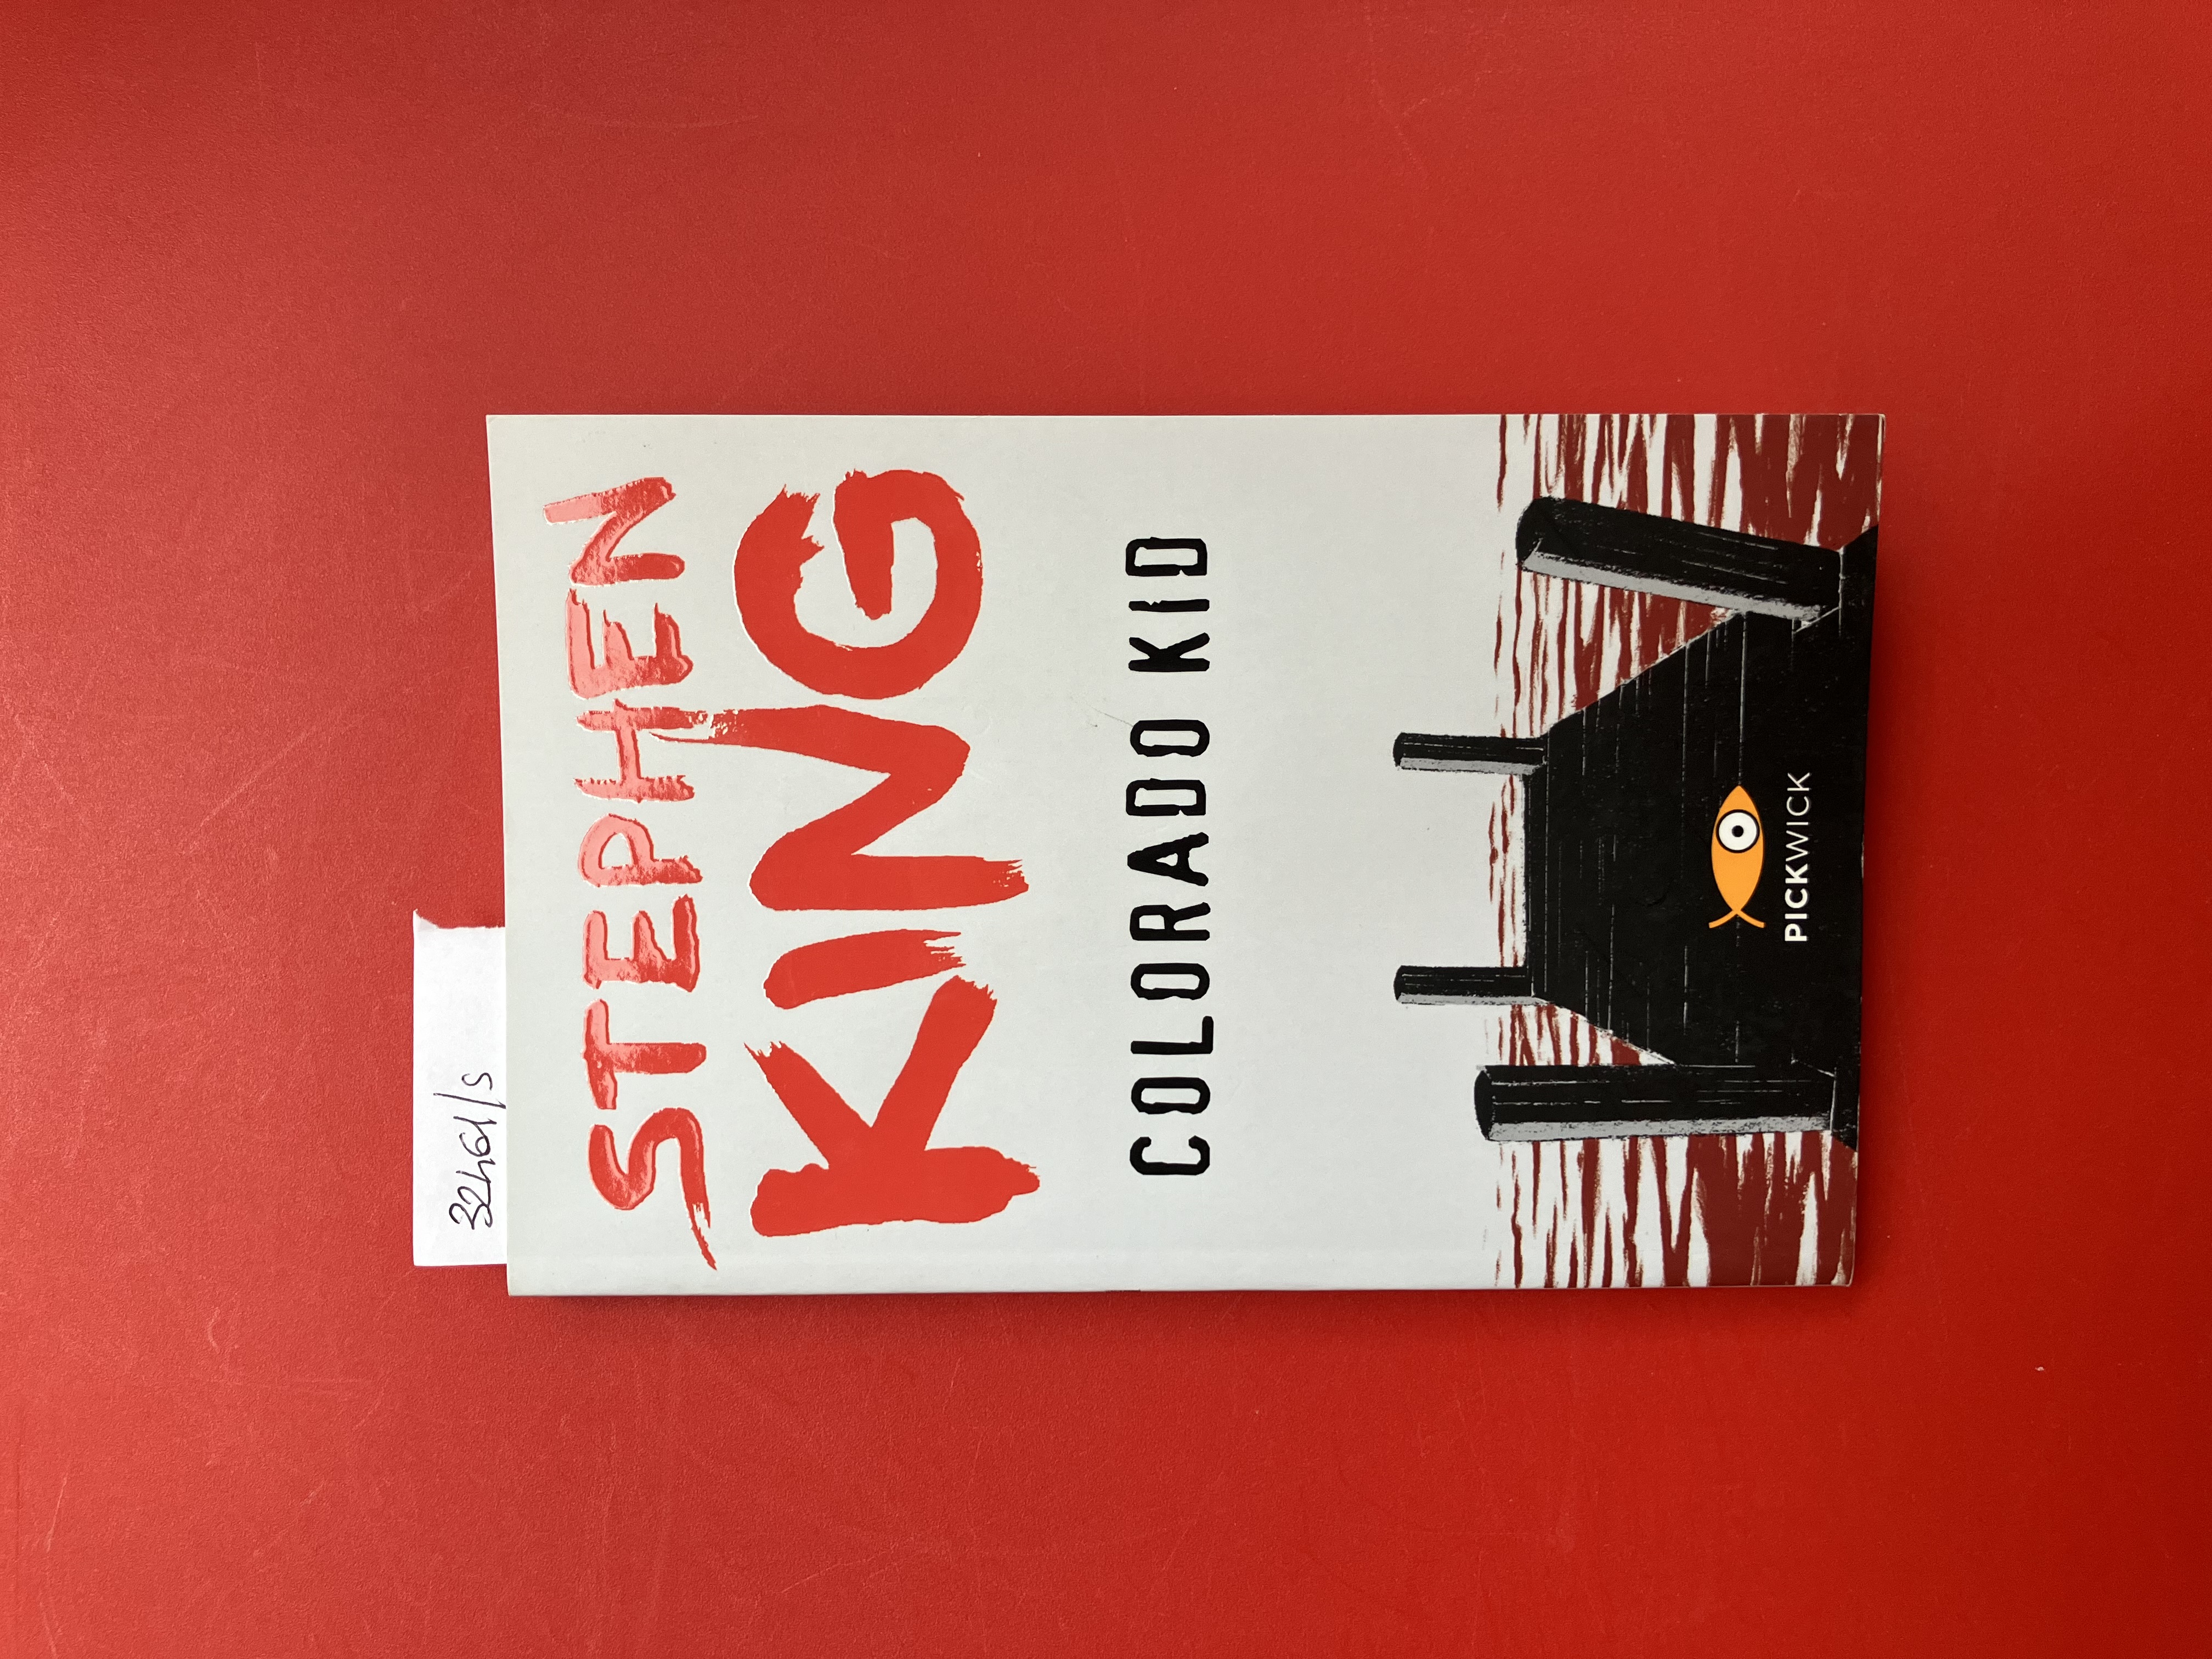 32461/s
STEPHEN
KING
COLORADO KID
PICKWICK